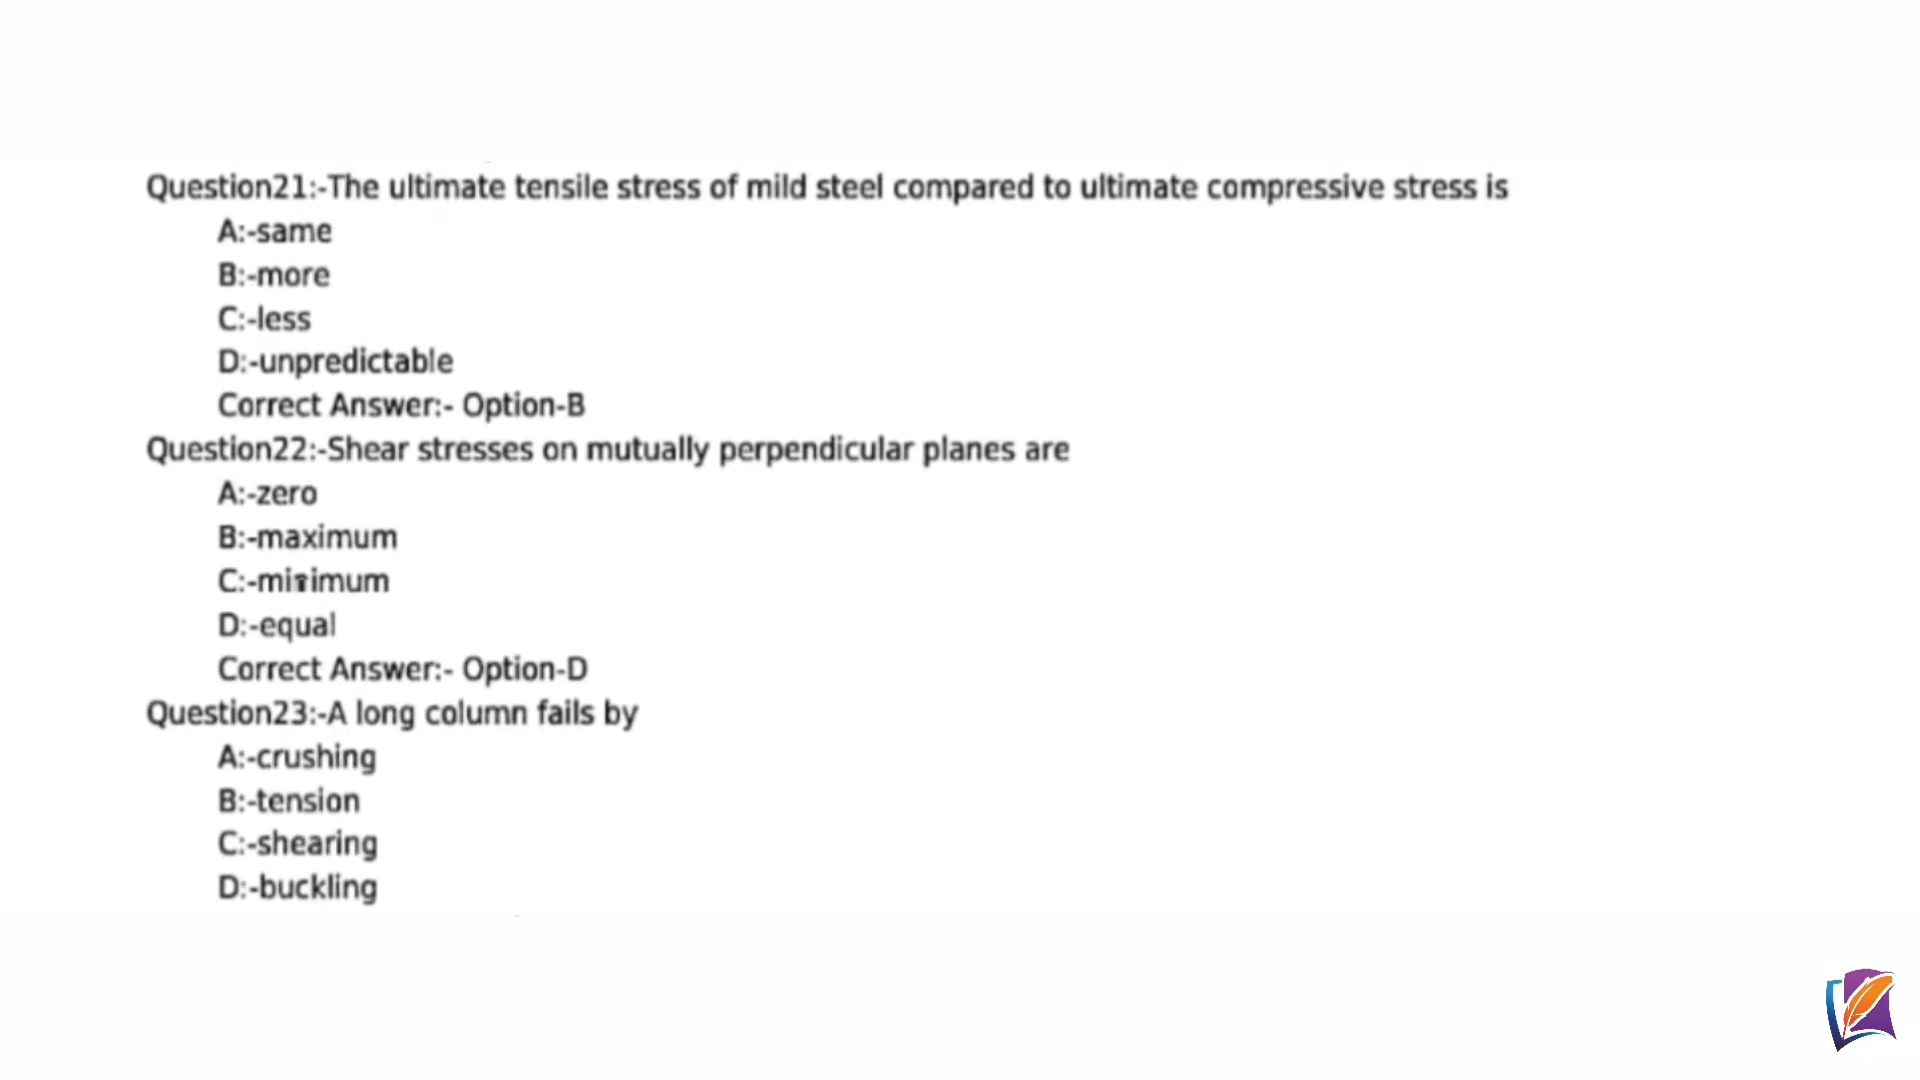 Question21:-The ultimate tensile stress of mild steel compared to ultimate compressive stress is
A:-same
B:-more
C:-less
D:-unpredictable
Correct Answer:- Option-B
Question22:-Shear stresses on mutually perpendicular planes are
A:-zero
B:-maximum
C:-minimum
D:-equal
Correct Answer:- Option-D
Question23:-A long column fails by
A:-crushing
B:-tension
C:-shearing
D:-buckling